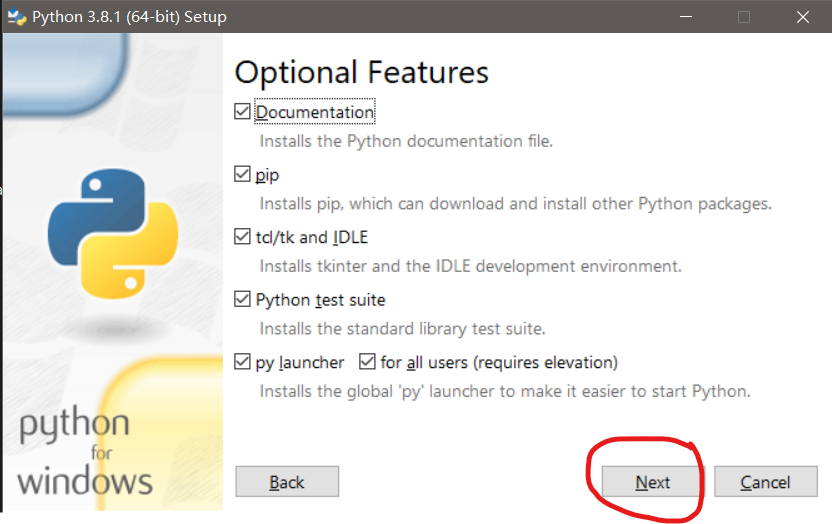 Python 3.8.1 (64-bit) Setup
Optional Features
Documentation
Installs the Python documentation file.
pip
Installs pip, which can download and install other Python packages.
tcl/tk and IDLE
Installs tkinter and the IDLE development environment.
Python test suite
Installs the standard library test suite.
py launcher for all users (requires elevation)
Installs the global 'py' launcher to make it easier to start Python.
python
for
windows
Back Next Cancel